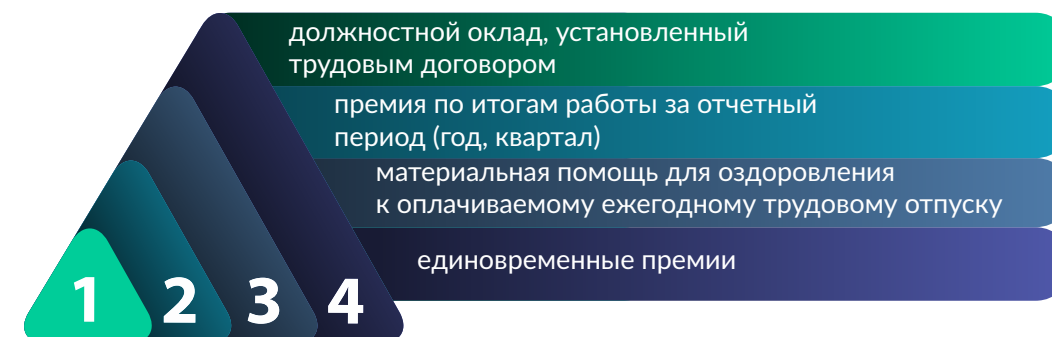 должностной оклад, установленный
трудовым договором
премия по итогам работы за отчетный
период (год, квартал)
материальная помощь для оздоровления
к оплачиваемому ежегодному трудовому отпуску
единовременные премии
1 2 3 4